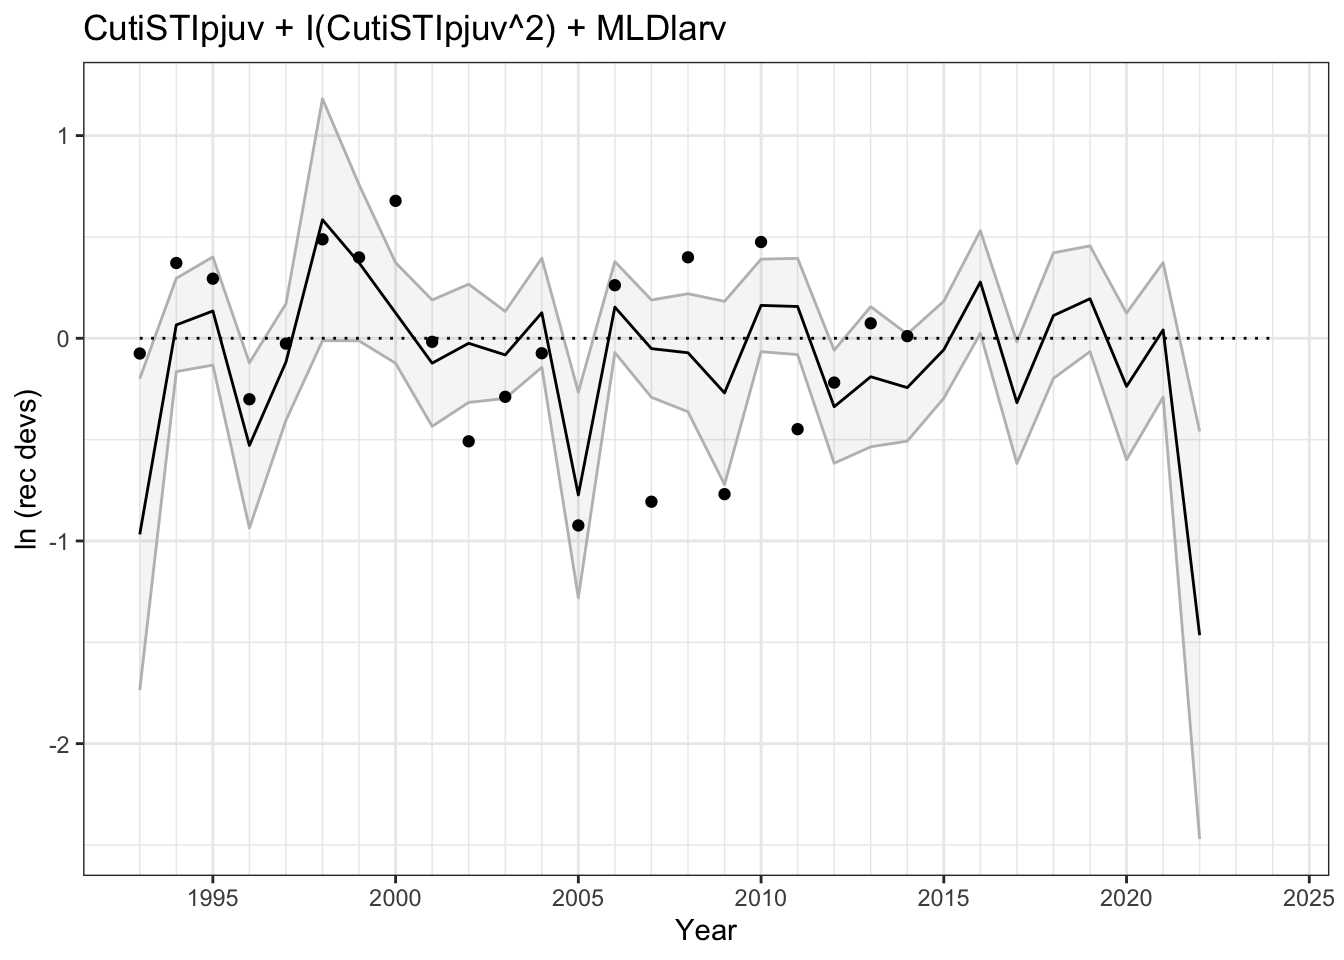 CutiSTIpjuv + I(CutiSTIpjuv^2) + MLDlarv
1
0
-1
-2
ln (rec devs)
1995 2000 2005 2010 2015 2020 2025
Year